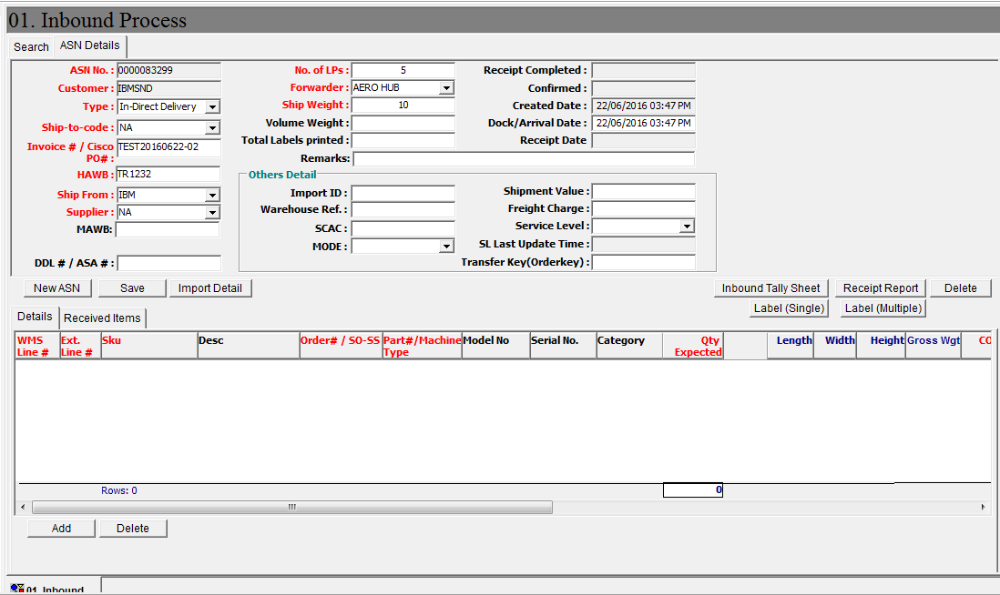 01. Inbound Process
Search ASN Details
ASN No. : 0000083299 No. of LPs : 5 Receipt Completed :
Customer : IBMSND Forwarder : AERO HUB Confirmed :
Type : In-Direct Delivery Ship Weight : 10 Created Date : 22/06/2016 03:47 PM
Ship-to-code : NA Volume Weight : Dock/Arrival Date : 22/06/2016 03:47 PM
Invoice # / Cisco PO# : TEST20160622-02 Total Labels printed : Receipt Date
HAWB : TR1232 Remarks:
Others Detail
Ship From : IBM Import ID : Shipment Value :
Supplier : NA Warehouse Ref. : Freight Charge :
MAWB: SCAC : Service Level :
MODE : SL Last Update Time :
DDL # / ASA # : Transfer Key(Orderkey) :
New ASN Save Import Detail Inbound Tally Sheet Receipt Report Delete
Label (Single) Label (Multiple)
Details Received Items
WMS Line # Ext. Line # Sku Desc Order# / SO-SS Part#/Machine Type Model No Serial No. Category Qty Expected Length Width Height Gross Wgt CO
Rows: 0 0
Add Delete
01. Inbound